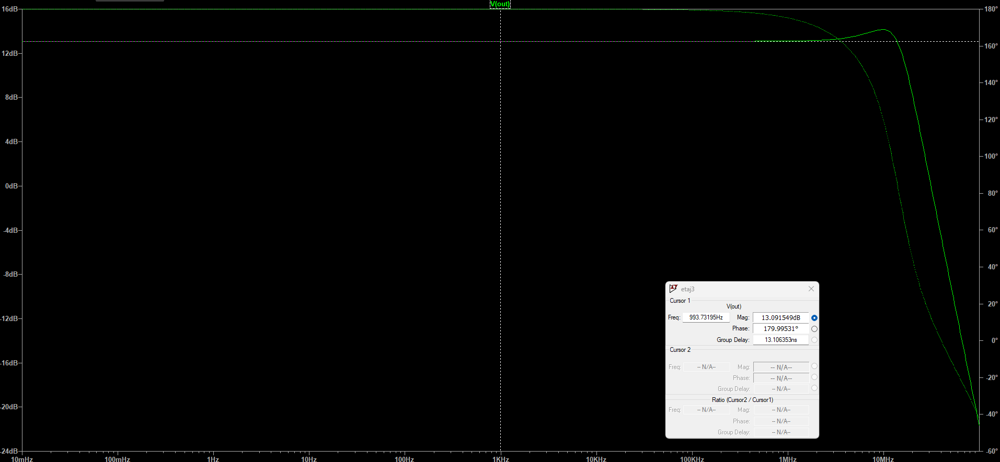 V(out)
16dB
12dB
8dB
4dB
0dB
-4dB
-8dB
-12dB
-16dB
-20dB
-24dB
180°
160°
140°
120°
100°
80°
60°
40°
20°
0°
-20°
-40°
-60°
etaj3
Cursor 1
V(out)
Freq: 993.73195Hz Mag: 13.091549dB
Phase: 179.99531°
Group Delay: 13.106353ns
Cursor 2
Freq: -- N/A-- Mag: -- N/A--
Phase: -- N/A--
Group Delay: -- N/A--
Ratio (Cursor2 / Cursor1)
Freq: -- N/A-- Mag: -- N/A--
Phase: -- N/A--
Group Delay: -- N/A--
10mHz 100mHz 1Hz 10Hz 100Hz 1KHz 10KHz 100KHz 1MHz 10MHz